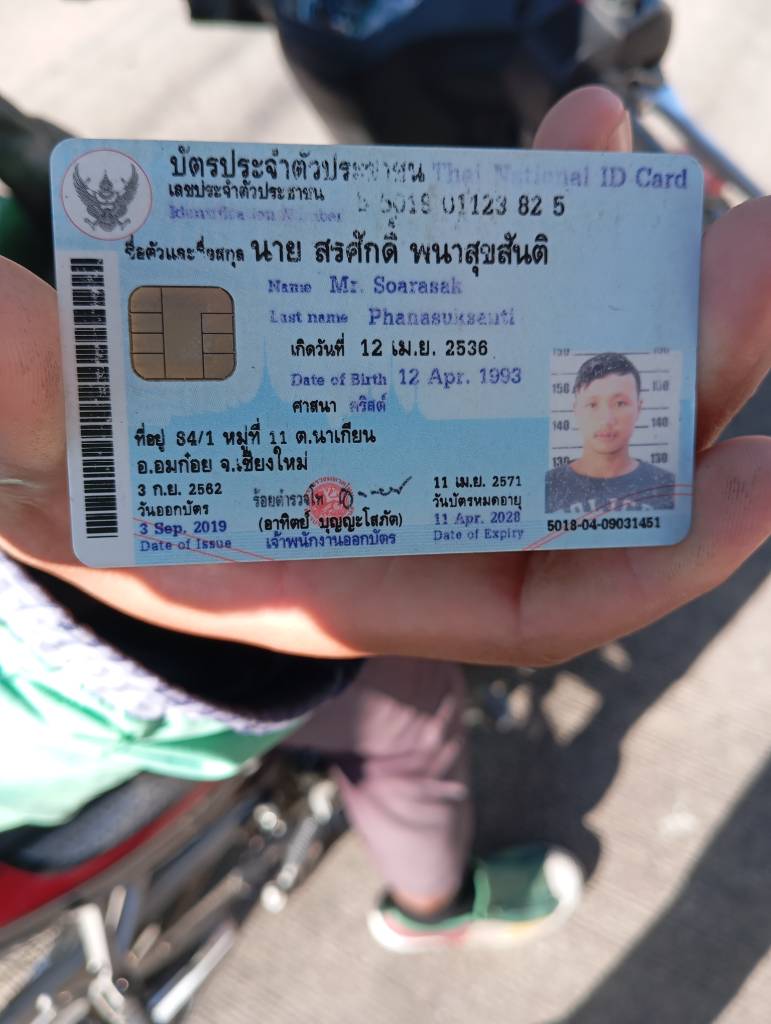 บัตรประจำตัวประชาชน Thai National ID Card
เลขประจำตัวประชาชน 01123 82 5
Identification Number
ชื่อตัวและชื่อสกุล นาย สรศักดิ์ พนาสุขสันติ
Name Mr. Soarasak
Last name Phanasuksanti
เกิดวันที่ 12 เม.ย. 2536
Date of Birth 12 Apr. 1993
ศาสนา คริสต์
ที่อยู่ 84/1 หมู่ที่ 11 ต.นาเกียน
อ.อมก๋อย จ.เชียงใหม่
3 ก.ย. 2562
วันออกบัตร
3 Sep. 2019
Date of Issue
ร้อยตำรวจโท
(อาทิตย์ บุญญะโสภัต)
เจ้าพนักงานออกบัตร
11 เม.ย. 2571
วันบัตรหมดอายุ
11 Apr. 2028
Date of Expiry
150 150
140 140
130 130
5018-04-09031451